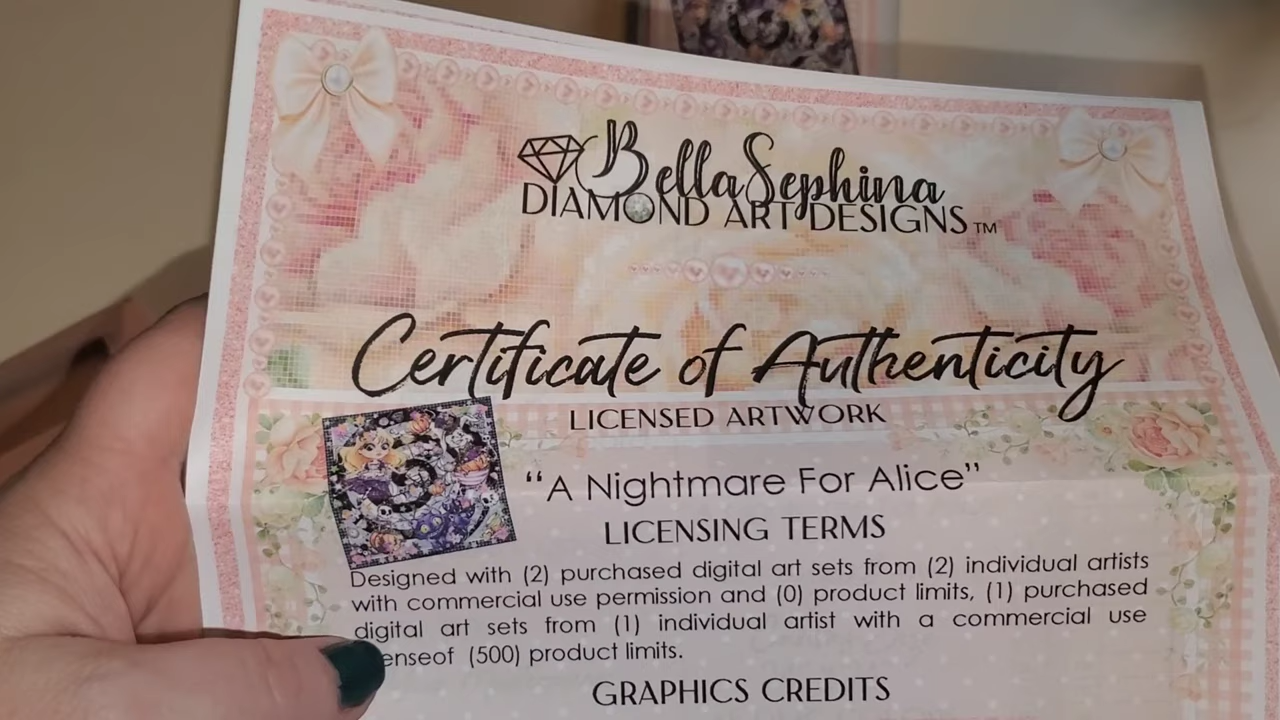 BellaSephina
DIAMOND ART DESIGNS™
Certificate of Authenticity
LICENSED ARTWORK
“A Nightmare For Alice”
LICENSING TERMS
Designed with (2) purchased digital art sets from (2) individual artists
with commercial use permission and (0) product limits, (1) purchased
digital art sets from (1) individual artist with a commercial use
enseof (500) product limits.
GRAPHICS CREDITS